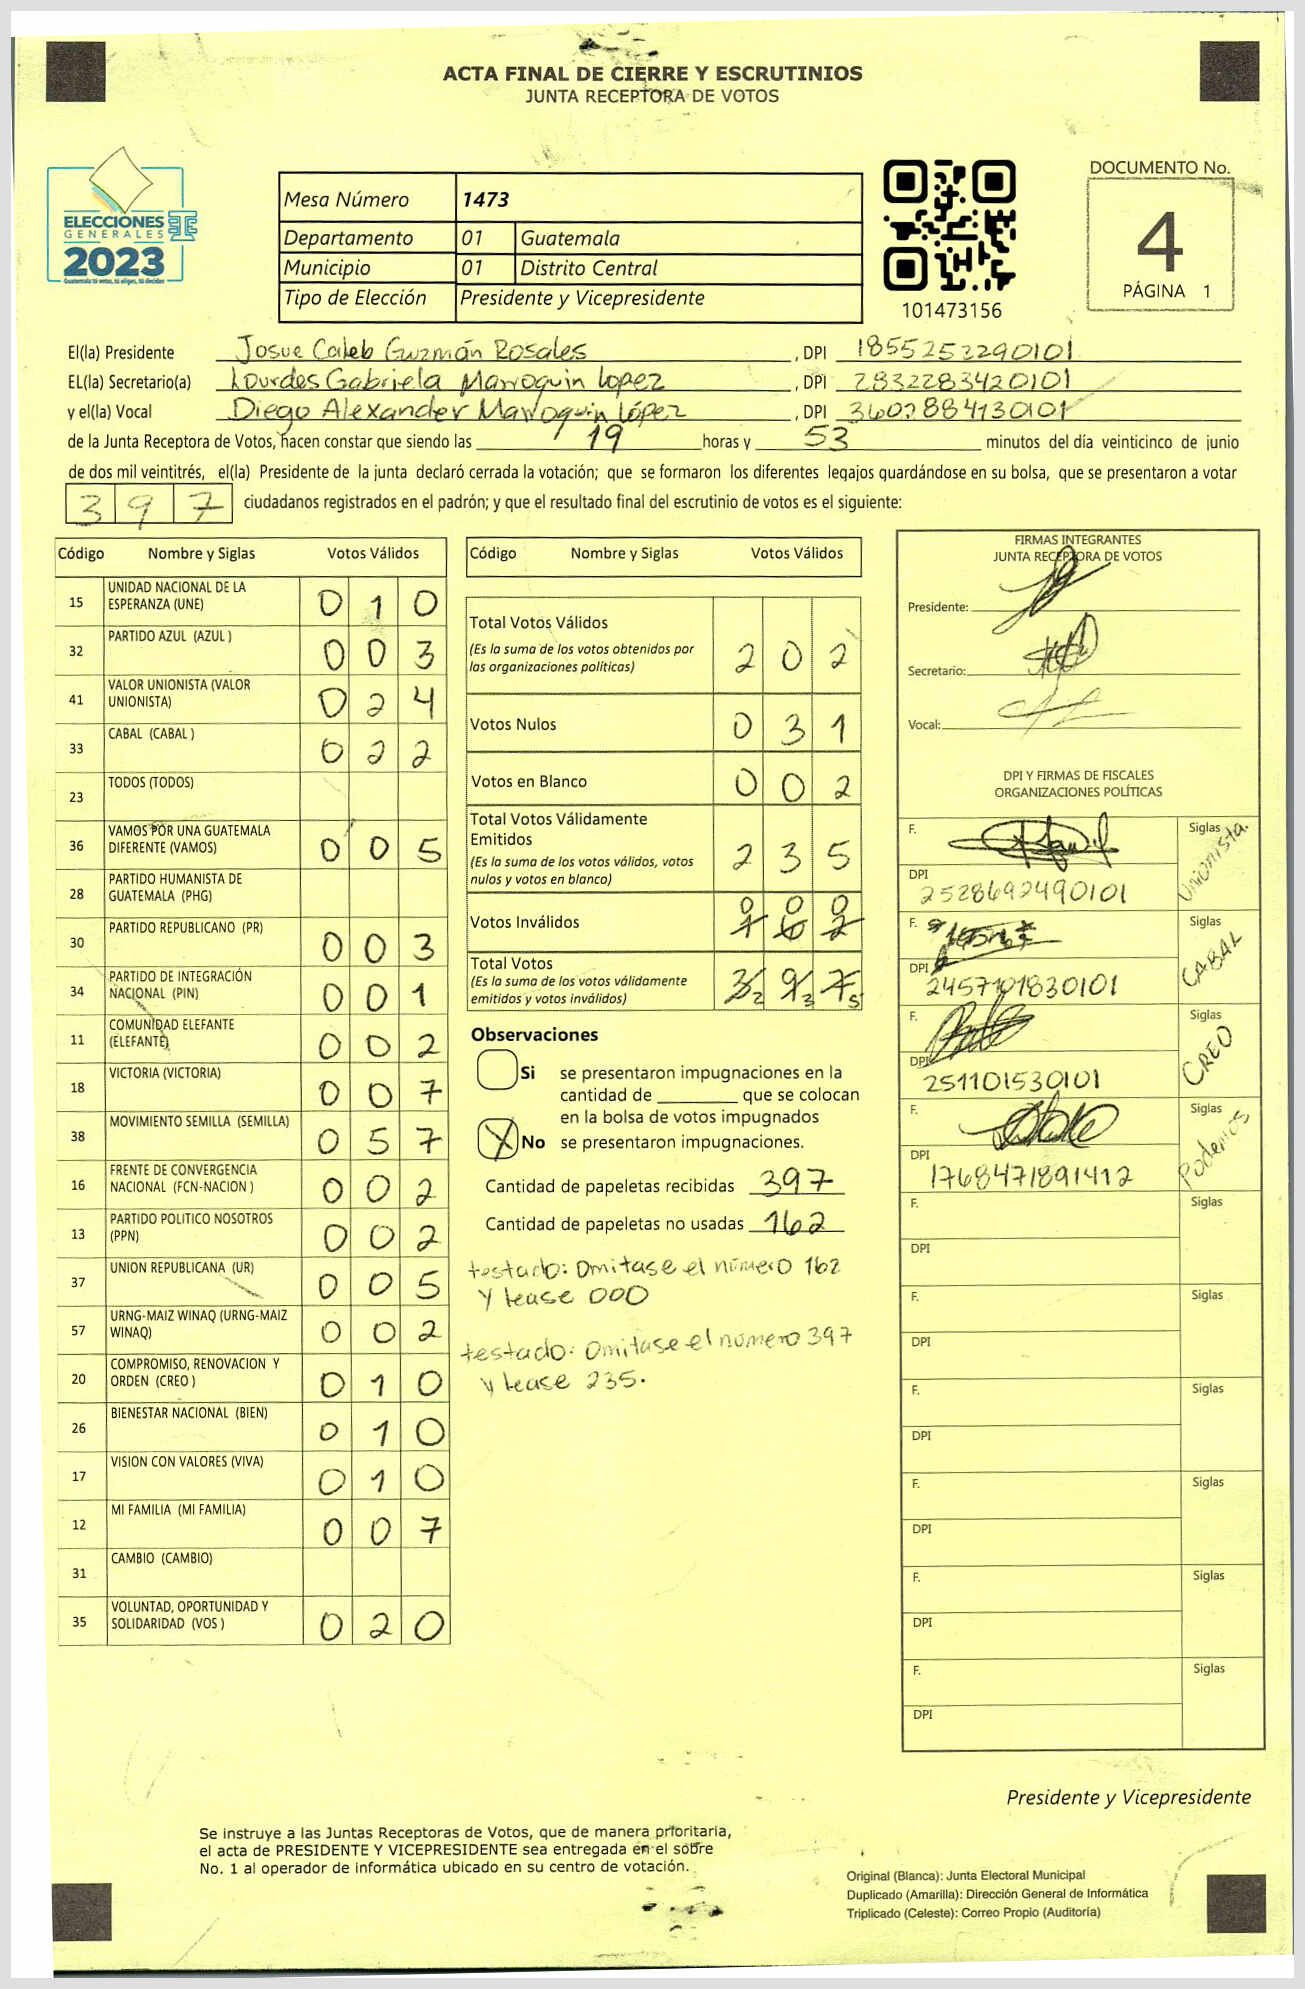 ACTA FINAL DE CIERRE Y ESCRUTINIOS
JUNTA RECEPTORA DE VOTOS
ELECCIONES
GENERALES
2023
Guatemala tú votas, tú eliges, tú decides
Mesa Número 1473
Departamento 01 Guatemala
Municipio 01 Distrito Central
Tipo de Elección Presidente y Vicepresidente
101473156
DOCUMENTO No.
4
PÁGINA 1
El(la) Presidente Josue Caleb Guzmán Rosales , DPI 1855252290101
EL(la) Secretario(a) Lourdes Gabriela Marroquin Lopez , DPI 2832283420101
y el(la) Vocal Diego Alexander Marroquin López , DPI 3602884130101
de la Junta Receptora de Votos, hacen constar que siendo las 19 horas y 53 minutos del día veinticinco de junio
de dos mil veintitrés, el(la) Presidente de la junta declaró cerrada la votación; que se formaron los diferentes legajos guardándose en su bolsa, que se presentaron a votar
397 ciudadanos registrados en el padrón; y que el resultado final del escrutinio de votos es el siguiente:
Código Nombre y Siglas Votos Válidos
15 UNIDAD NACIONAL DE LA ESPERANZA (UNE) 0 1 0
32 PARTIDO AZUL (AZUL ) 0 0 3
41 VALOR UNIONISTA (VALOR UNIONISTA) 0 2 4
33 CABAL (CABAL ) 0 2 2
23 TODOS (TODOS)
36 VAMOS POR UNA GUATEMALA DIFERENTE (VAMOS) 0 0 5
28 PARTIDO HUMANISTA DE GUATEMALA (PHG)
30 PARTIDO REPUBLICANO (PR) 0 0 3
34 PARTIDO DE INTEGRACIÓN NACIONAL (PIN) 0 0 1
11 COMUNIDAD ELEFANTE (ELEFANTE) 0 0 2
18 VICTORIA (VICTORIA) 0 0 7
38 MOVIMIENTO SEMILLA (SEMILLA) 0 5 7
16 FRENTE DE CONVERGENCIA NACIONAL (FCN-NACION ) 0 0 2
13 PARTIDO POLITICO NOSOTROS (PPN) 0 0 2
37 UNION REPUBLICANA (UR) 0 0 5
57 URNG-MAIZ WINAQ (URNG-MAIZ WINAQ) 0 0 2
20 COMPROMISO, RENOVACION Y ORDEN (CREO ) 0 1 0
26 BIENESTAR NACIONAL (BIEN) 0 1 0
17 VISION CON VALORES (VIVA) 0 1 0
12 MI FAMILIA (MI FAMILIA) 0 0 7
31 CAMBIO (CAMBIO)
35 VOLUNTAD, OPORTUNIDAD Y SOLIDARIDAD (VOS ) 0 2 0
Código Nombre y Siglas Votos Válidos
Total Votos Válidos
(Es la suma de los votos obtenidos por
las organizaciones políticas) 2 0 2
Votos Nulos 0 3 1
Votos en Blanco 0 0 2
Total Votos Válidamente
Emitidos
(Es la suma de los votos válidos, votos
nulos y votos en blanco) 2 3 5
0 0 0
Votos Inválidos 1 6 2
Total Votos
(Es la suma de los votos válidamente
emitidos y votos inválidos) 3 9 7
2 3 5
Observaciones
Si se presentaron impugnaciones en la
cantidad de ________ que se colocan
en la bolsa de votos impugnados
X No se presentaron impugnaciones.
Cantidad de papeletas recibidas 397
Cantidad de papeletas no usadas 162
testado: Omitase el número 162
y lease 000
testado: Omitase el número 397
y lease 235.
FIRMAS INTEGRANTES
JUNTA RECEPTORA DE VOTOS
Presidente:
Secretario:
Vocal:
DPI Y FIRMAS DE FISCALES
ORGANIZACIONES POLÍTICAS
F. Siglas Unionista.
DPI
2528692490101
F. Siglas CABAL
DPI
2457101830101
F. Siglas CREO
DPI
251101530101
F. Siglas Podemos
DPI
1768471891412
F. Siglas
DPI
F. Siglas
DPI
F. Siglas
DPI
F. Siglas
DPI
F. Siglas
DPI
F. Siglas
DPI
Presidente y Vicepresidente
Se instruye a las Juntas Receptoras de Votos, que de manera prioritaria,
el acta de PRESIDENTE Y VICEPRESIDENTE sea entregada en el sobre
No. 1 al operador de informática ubicado en su centro de votación.
Original (Blanca): Junta Electoral Municipal
Duplicado (Amarilla): Dirección General de Informática
Triplicado (Celeste): Correo Propio (Auditoría)